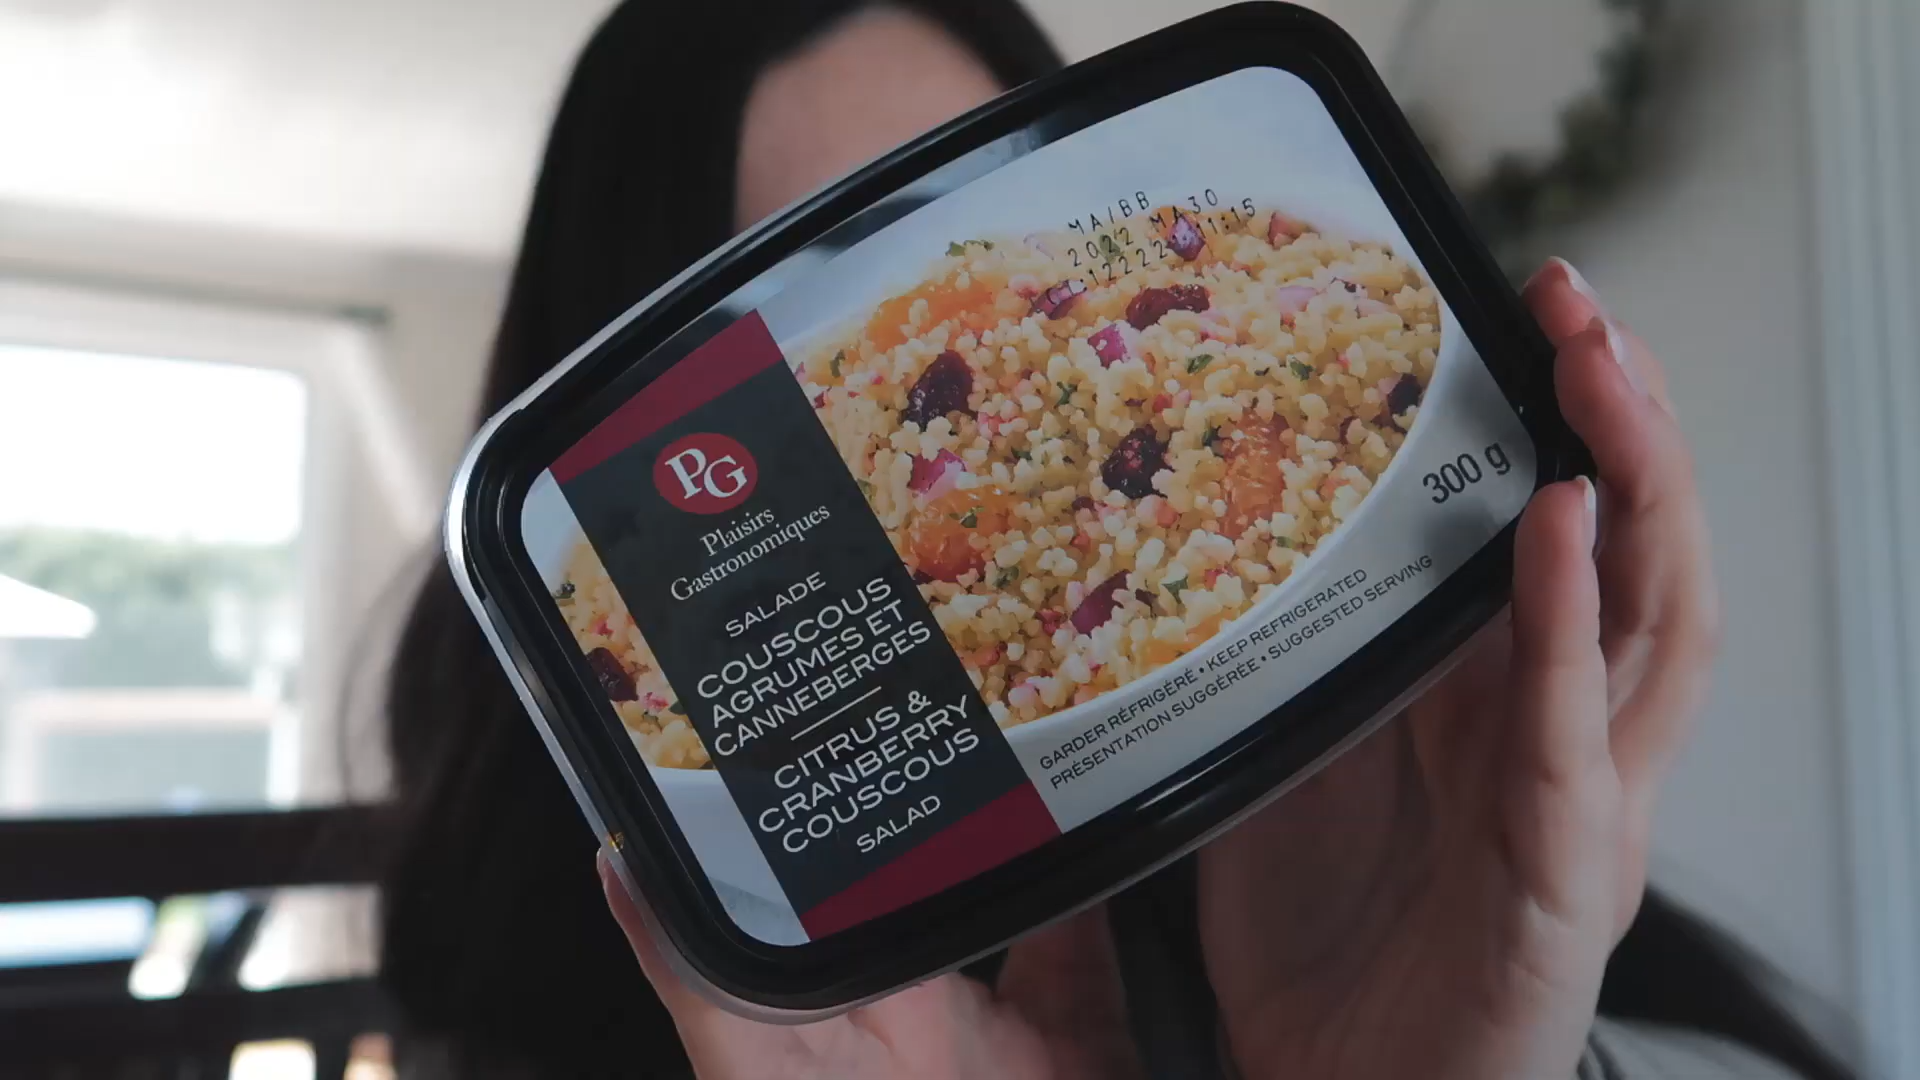 MA/BB
2022 MA 30
PG
Plaisirs
Gastronomiques
SALADE
COUSCOUS
AGRUMES ET
CANNEBERGES
CITRUS &
CRANBERRY
COUSCOUS
SALAD
300 g
GARDER RÉFRIGÉRÉ • KEEP REFRIGERATED
PRÉSENTATION SUGGÉRÉE • SUGGESTED SERVING